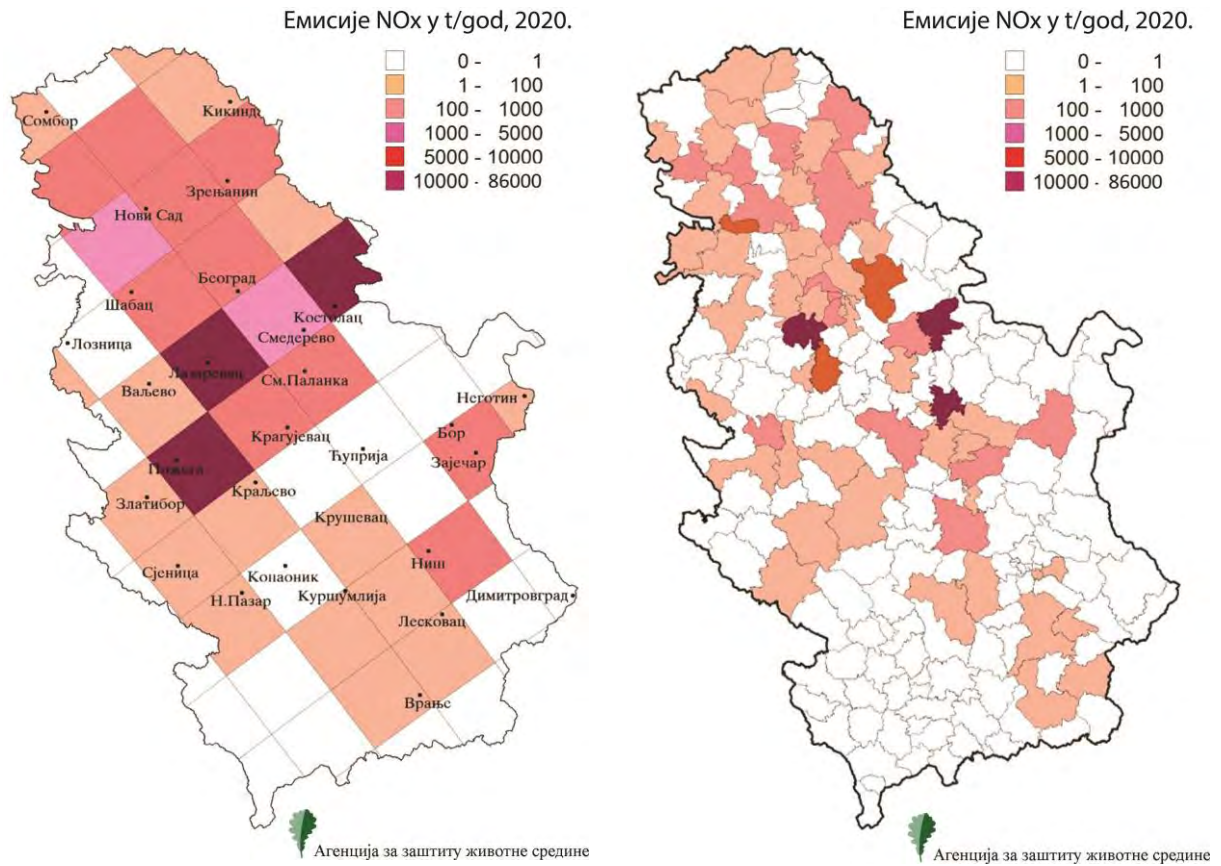 Емисије NOx у t/god, 2020.
0 - 1
1 - 100
100 - 1000
1000 - 5000
5000 - 10000
10000 - 86000
Сомбор
Кикинда
Зрењанин
Нови Сад
Београд
Шабац
Костолац
Смедерево
Лозница
Лазаревац
См.Паланка
Ваљево
Неготин
Крагујевац
Бор
Ћуприја
Зајечар
Пожега
Златибор
Краљево
Крушевац
Ниш
Сјеница
Копаоник
Н.Пазар
Куршумлија
Димитровград
Лесковац
Врање
Агенција за заштиту животне средине
Емисије NOx у t/god, 2020.
0 - 1
1 - 100
100 - 1000
1000 - 5000
5000 - 10000
10000 - 86000
Агенција за заштиту животне средине